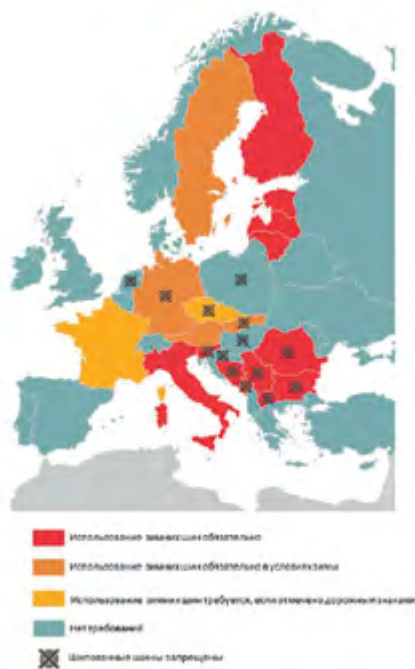 Использование зимних шин обязательно
Использование зимних шин обязательно в условиях зимы
Использование зимних шин требуется, если отмечено дорожными знаками
Нет требований
Шипованные шины запрещены